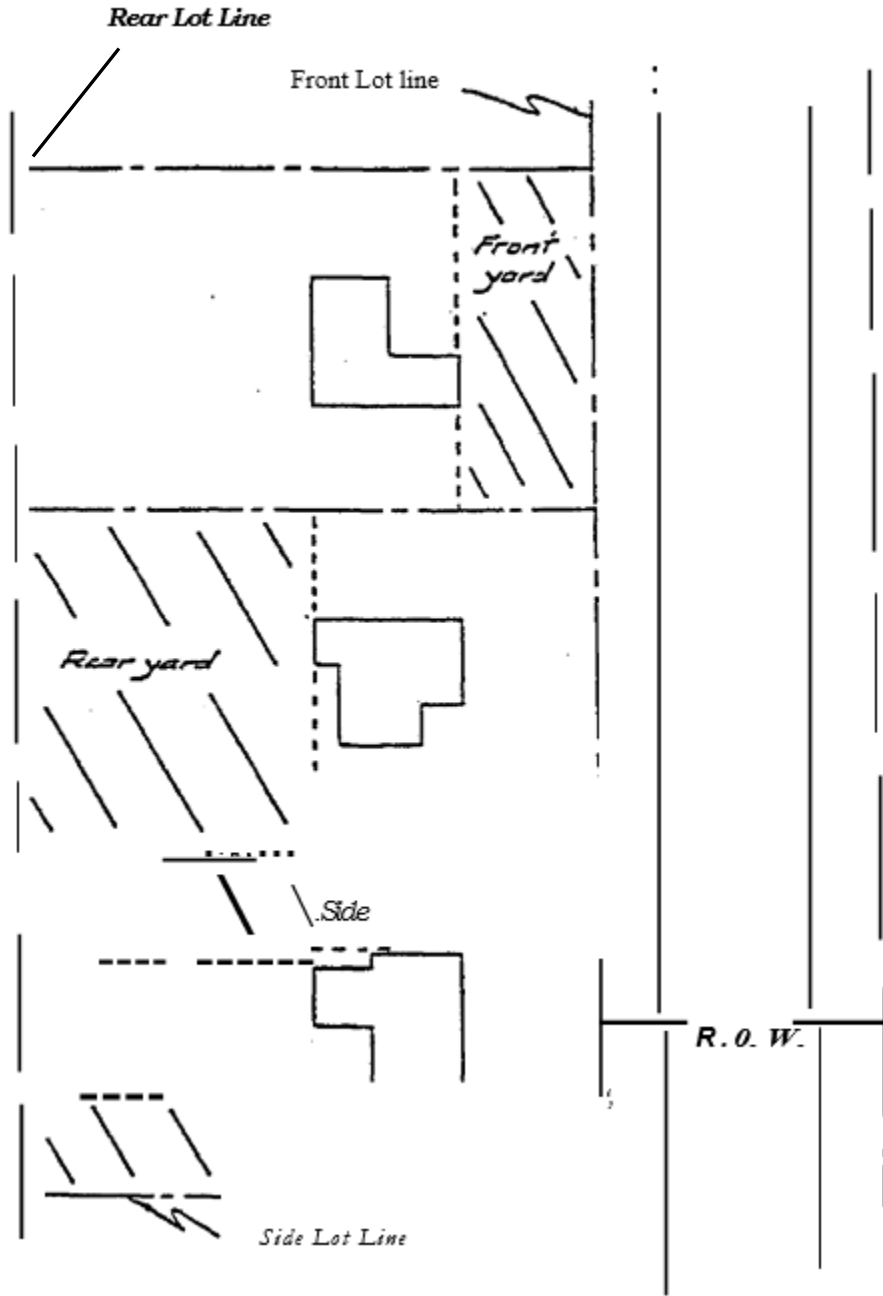 Rear Lot Line
Front Lot line
Front
yard
Rear yard
Side
R.O.W.
Side Lot Line